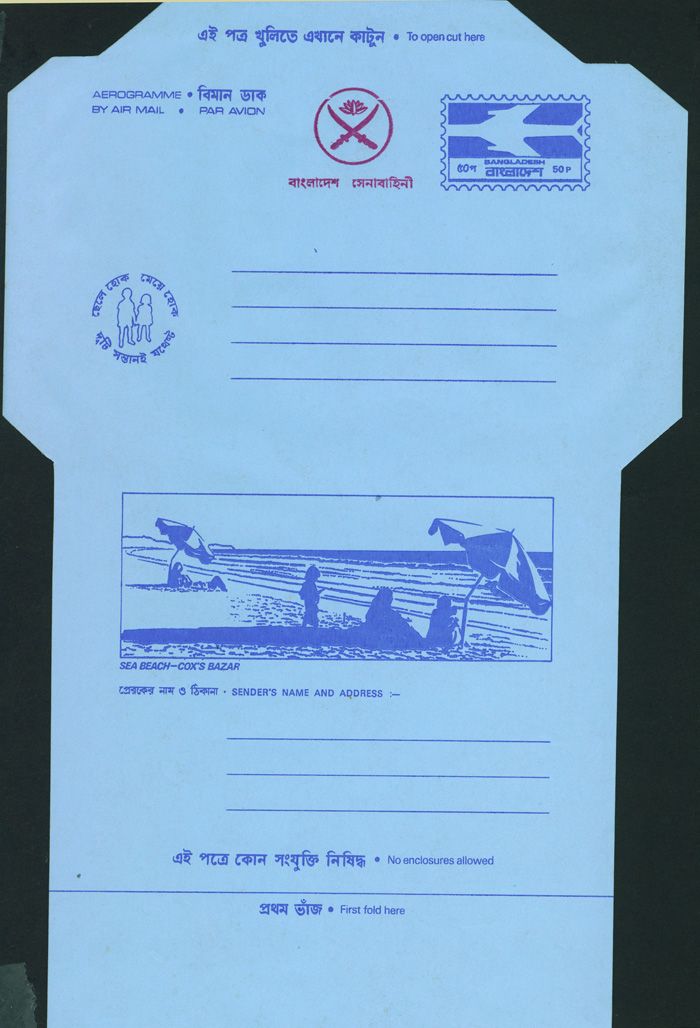 এই পত্র খুলিতে এখানে কাটুন • To open cut here
AEROGRAMME • বিমান ডাক
BY AIR MAIL • PAR AVION
বাংলাদেশ সেনাবাহিনী
BANGLADESH
৫০প বাংলাদেশ 50 P
ছেলে হোক মেয়ে হোক
দুটি সন্তানই যথেষ্ট
SEA BEACH–COX'S BAZAR
প্রেরকের নাম ও ঠিকানা • SENDER'S NAME AND ADDRESS :—
এই পত্রে কোন সংযুক্তি নিষিদ্ধ • No enclosures allowed
প্রথম ভাঁজ • First fold here